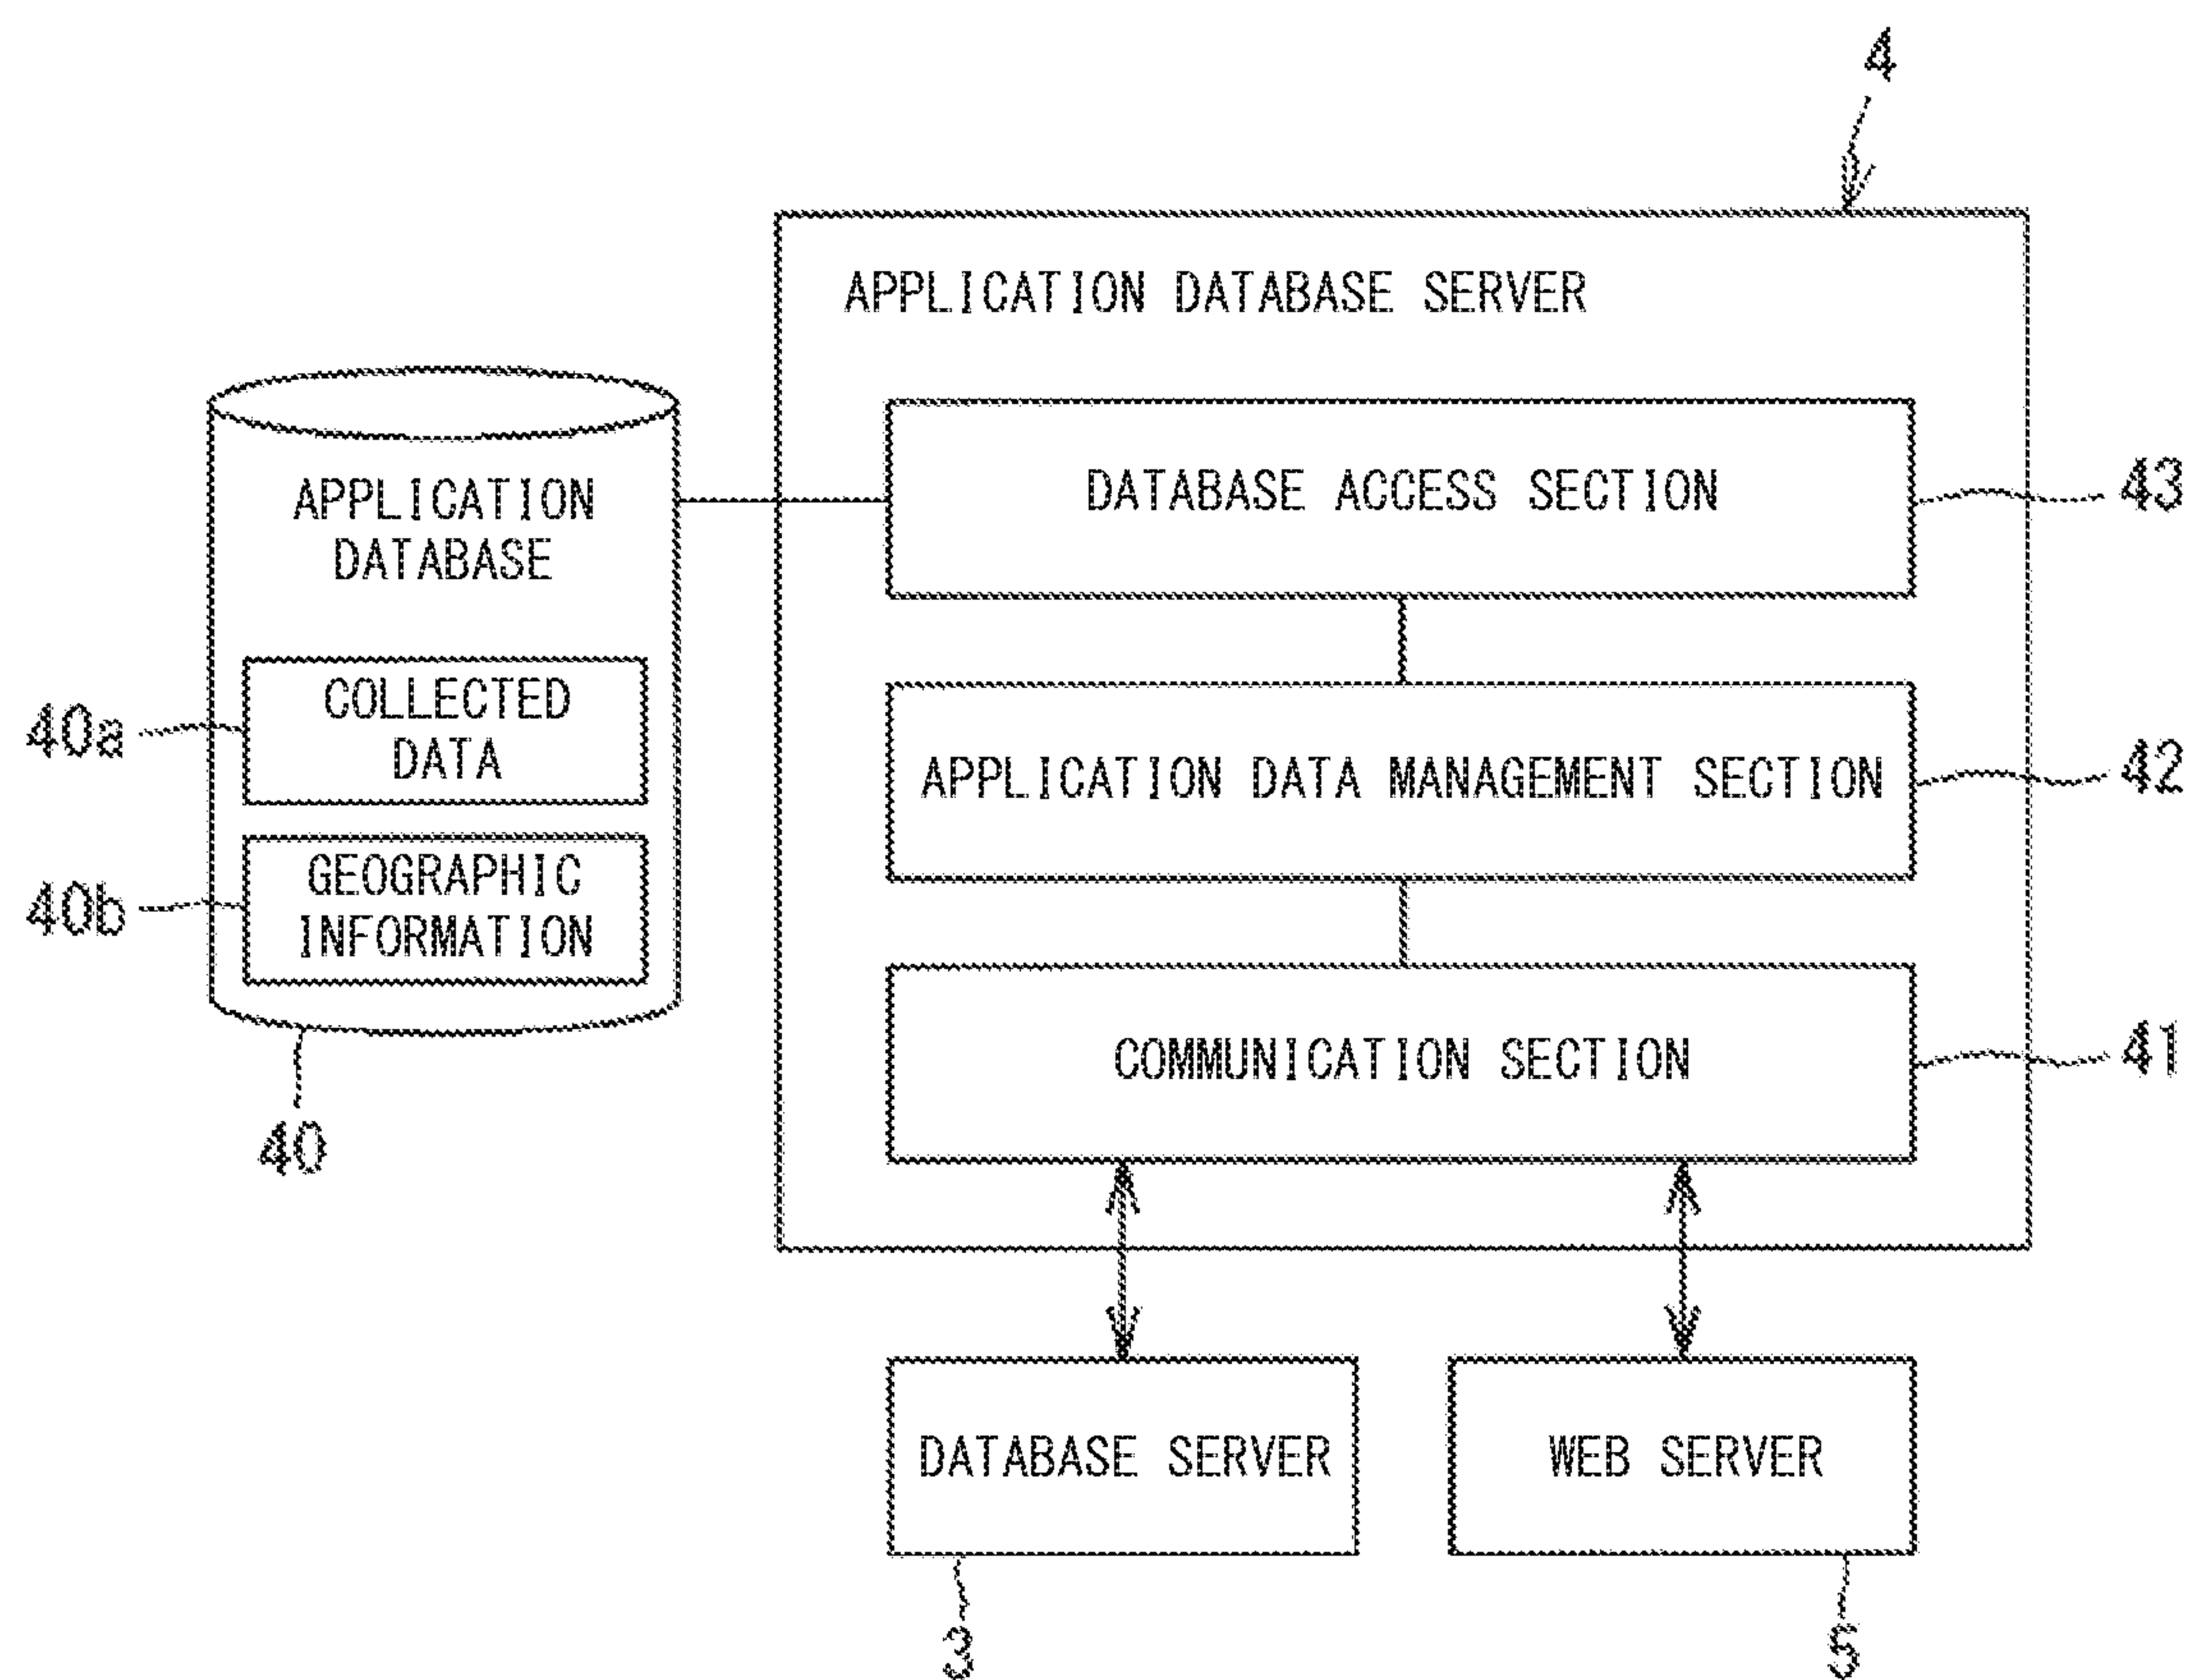 4
APPLICATION DATABASE SERVER
APPLICATION
DATABASE
DATABASE ACCESS SECTION
43
40a
COLLECTED
DATA
APPLICATION DATA MANAGEMENT SECTION
42
40b
GEOGRAPHIC
INFORMATION
COMMUNICATION SECTION
41
40
DATABASE SERVER
WEB SERVER
3
5